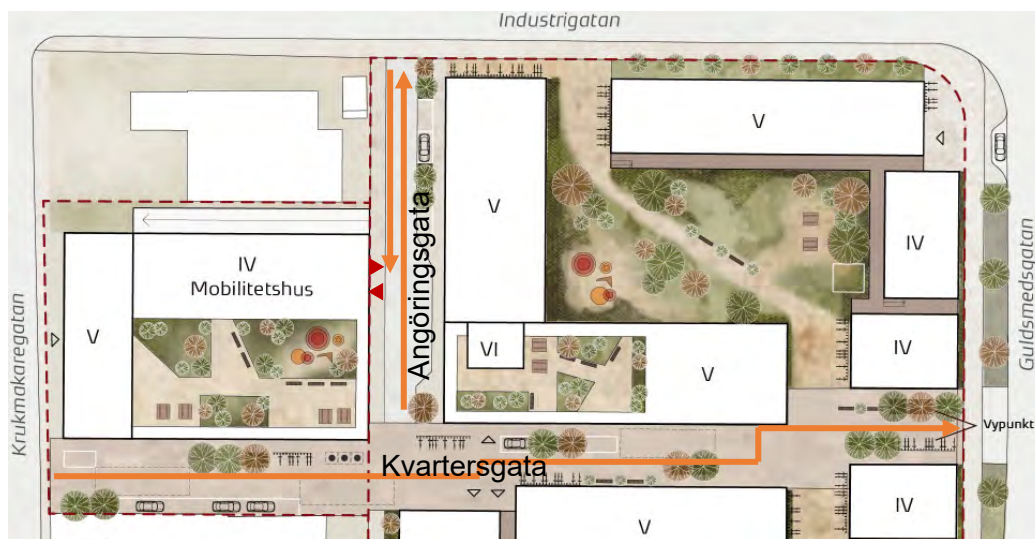 Industrigatan
V
V
IV
IV
Mobilitetshus
V
Angöringsgata
VI
V
IV
Krukmakaregatan
Guldsmedsgatan
Vypunkt
Kvartersgata
V
IV